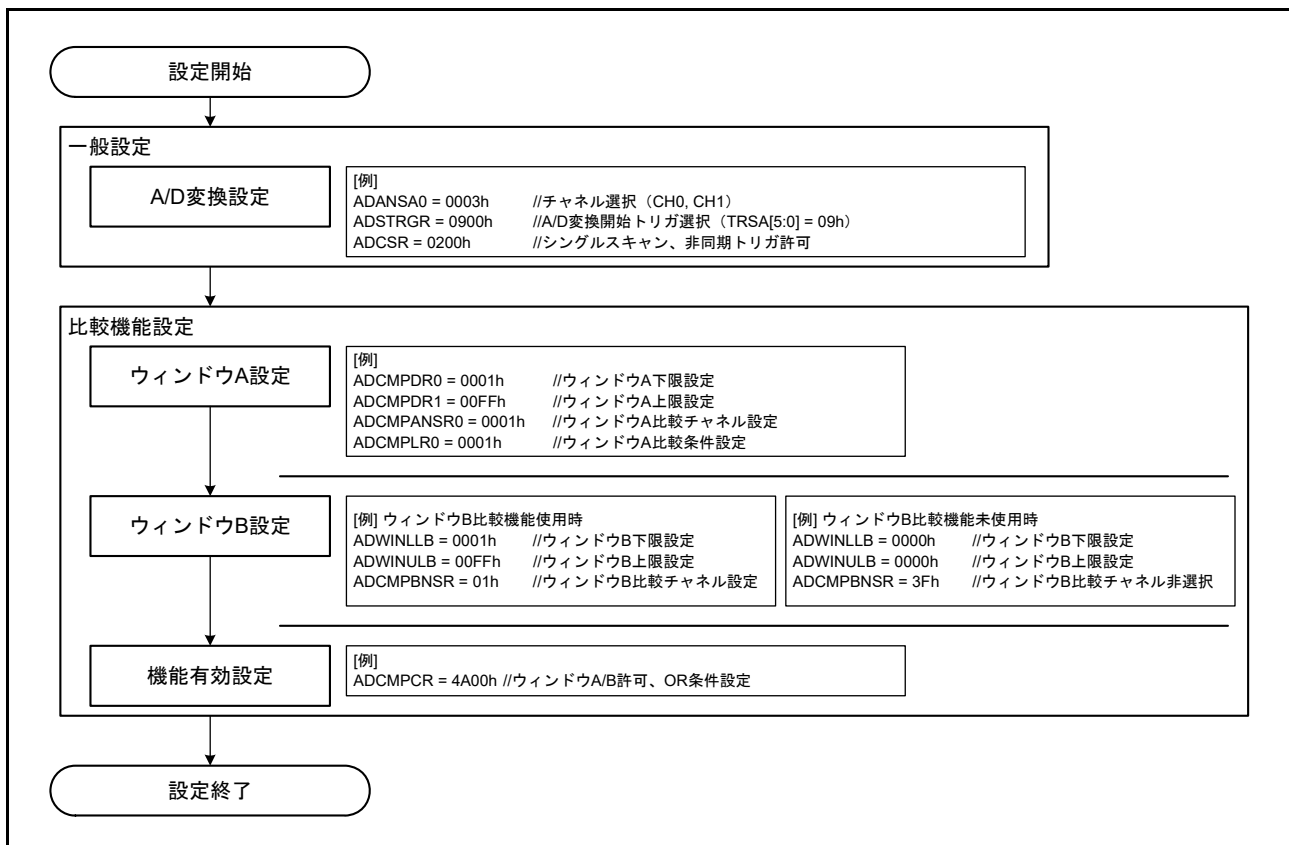 設定開始
一般設定
A/D変換設定
[例]
ADANSA0 = 0003h //チャネル選択（CH0, CH1）
ADSTRGR = 0900h //A/D変換開始トリガ選択（TRSA[5:0] = 09h）
ADCSR = 0200h //シングルスキャン、非同期トリガ許可
比較機能設定
ウィンドウA設定
[例]
ADCMPDR0 = 0001h //ウィンドウA下限設定
ADCMPDR1 = 00FFh //ウィンドウA上限設定
ADCMPANSR0 = 0001h //ウィンドウA比較チャネル設定
ADCMPLR0 = 0001h //ウィンドウA比較条件設定
ウィンドウB設定
[例] ウィンドウB比較機能使用時
ADWINLLB = 0001h //ウィンドウB下限設定
ADWINULB = 00FFh //ウィンドウB上限設定
ADCMPBNSR = 01h //ウィンドウB比較チャネル設定
[例] ウィンドウB比較機能未使用時
ADWINLLB = 0000h //ウィンドウB下限設定
ADWINULB = 0000h //ウィンドウB上限設定
ADCMPBNSR = 3Fh //ウィンドウB比較チャネル非選択
機能有効設定
[例]
ADCMPCR = 4A00h //ウィンドウA/B許可、OR条件設定
設定終了